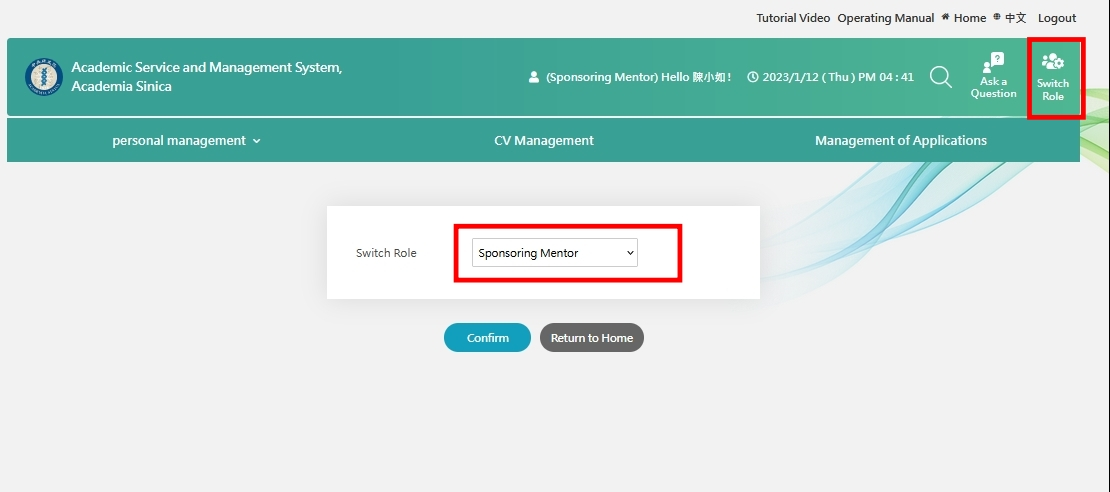 Tutorial Video Operating Manual Home 中文 Logout
Academic Service and Management System,
Academia Sinica
(Sponsoring Mentor) Hello 陳小如！ 2023/1/12 ( Thu ) PM 04 : 41
Ask a
Question
Switch
Role
personal management CV Management Management of Applications
Switch Role Sponsoring Mentor
Confirm Return to Home